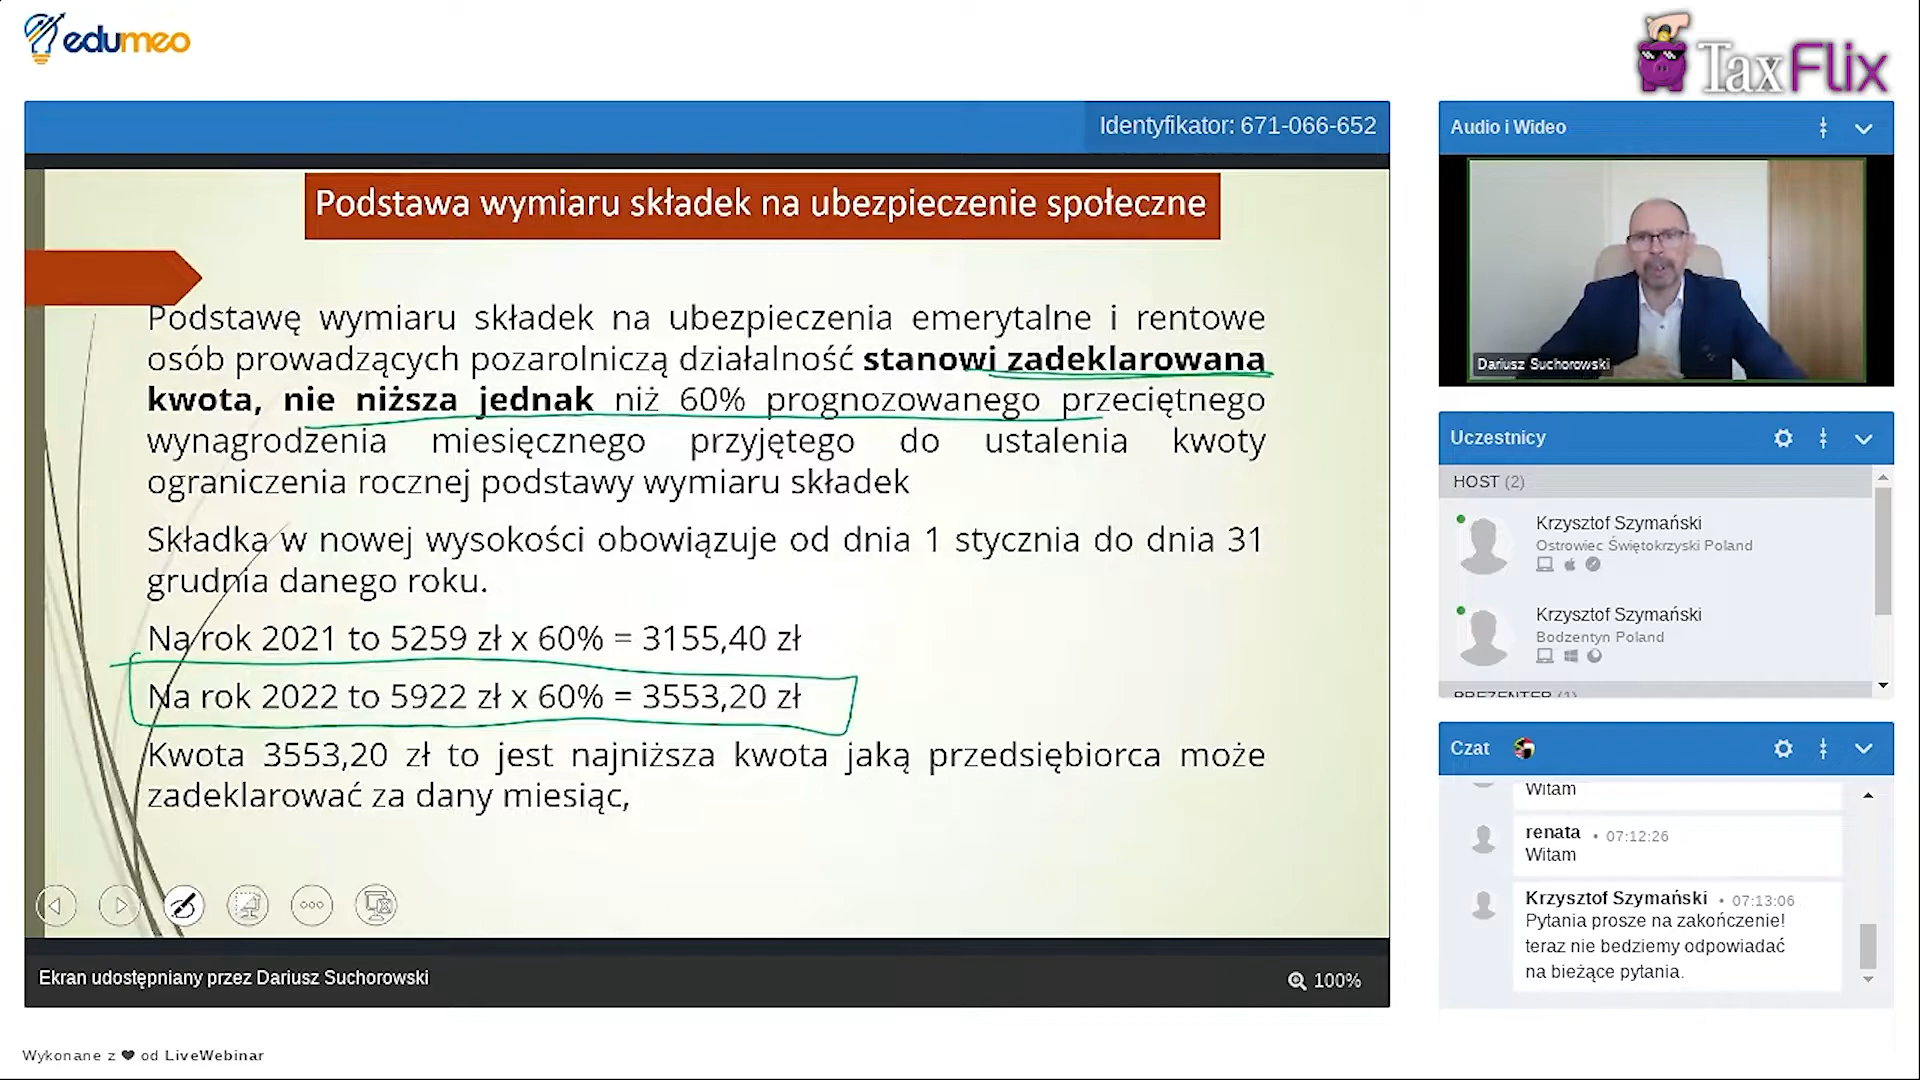 edumeo
TaxFlix
Identyfikator: 671-066-652
Podstawa wymiaru składek na ubezpieczenie społeczne
Podstawę wymiaru składek na ubezpieczenia emerytalne i rentowe
osób prowadzących pozarolniczą działalność stanowi zadeklarowana
kwota, nie niższa jednak niż 60% prognozowanego przeciętnego
wynagrodzenia miesięcznego przyjętego do ustalenia kwoty
ograniczenia rocznej podstawy wymiaru składek
Składka w nowej wysokości obowiązuje od dnia 1 stycznia do dnia 31
grudnia danego roku.
Na rok 2021 to 5259 zł x 60% = 3155,40 zł
Na rok 2022 to 5922 zł x 60% = 3553,20 zł
Kwota 3553,20 zł to jest najniższa kwota jaką przedsiębiorca może
zadeklarować za dany miesiąc,
Ekran udostępniany przez Dariusz Suchorowski
100%
Audio i Wideo
Dariusz Suchorowski
Uczestnicy
HOST (2)
Krzysztof Szymański
Ostrowiec Świętokrzyski Poland
Krzysztof Szymański
Bodzentyn Poland
PREZENTER (1)
Czat
Witam
renata • 07:12:26
Witam
Krzysztof Szymański • 07:13:06
Pytania prosze na zakończenie!
teraz nie bedziemy odpowiadać
na bieżące pytania.
Wykonane z ❤ od LiveWebinar